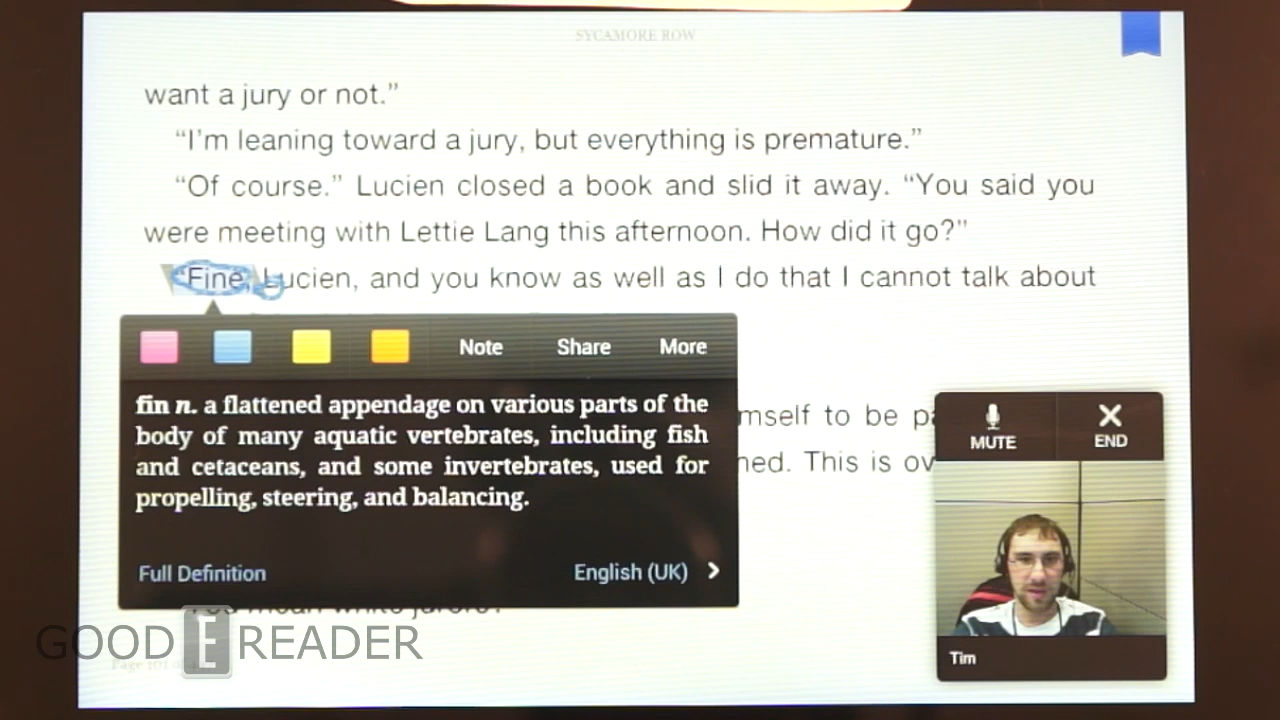 SYCAMORE ROW
want a jury or not.”
“I’m leaning toward a jury, but everything is premature.”
“Of course.” Lucien closed a book and slid it away. “You said you
were meeting with Lettie Lang this afternoon. How did it go?”
“Fine, Lucien, and you know as well as I do that I cannot talk about
Note Share More
fin n. a flattened appendage on various parts of the
body of many aquatic vertebrates, including fish
and cetaceans, and some invertebrates, used for
propelling, steering, and balancing.
Full Definition English (UK)
mself to be pa
ned. This is ov
MUTE END
Tim
GOOD E READER
Page 101